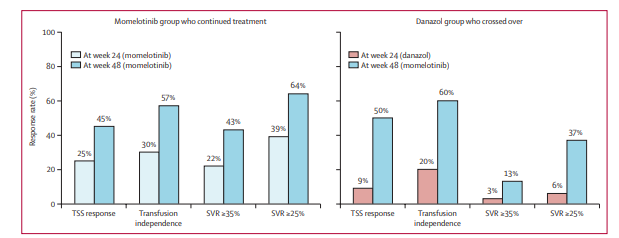 Momelotinib group who continued treatment
100
80
60
40
20
0
Response rate (%)
At week 24 (momelotinib)
At week 48 (momelotinib)
25%
45%
30%
57%
22%
43%
39%
64%
TSS response
Transfusion
independence
SVR ≥35%
SVR ≥25%
Danazol group who crossed over
At week 24 (danazol)
At week 48 (momelotinib)
9%
50%
20%
60%
3%
13%
6%
37%
TSS response
Transfusion
independence
SVR ≥35%
SVR ≥25%